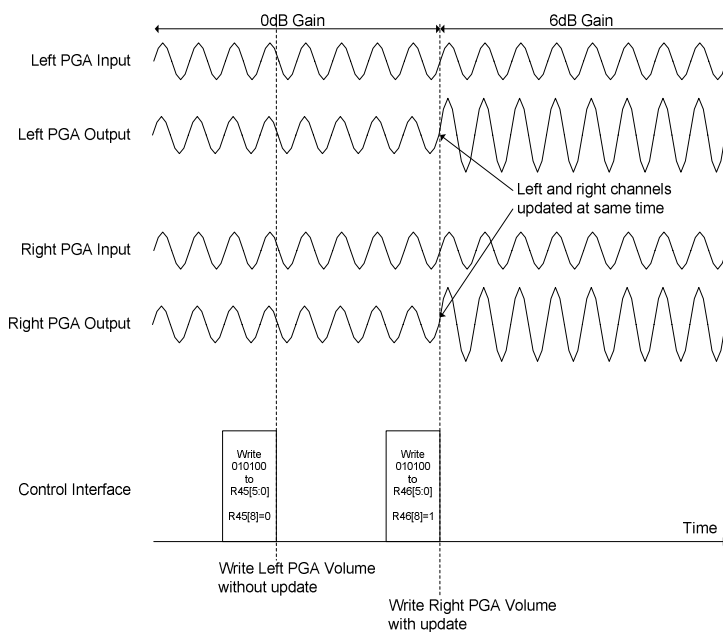 0dB Gain
6dB Gain
Left PGA Input
Left PGA Output
Left and right channels
updated at same time
Right PGA Input
Right PGA Output
Control Interface
Write
010100
to
R45[5:0]
R45[8]=0
Write
010100
to
R46[5:0]
R46[8]=1
Time
Write Left PGA Volume
without update
Write Right PGA Volume
with update